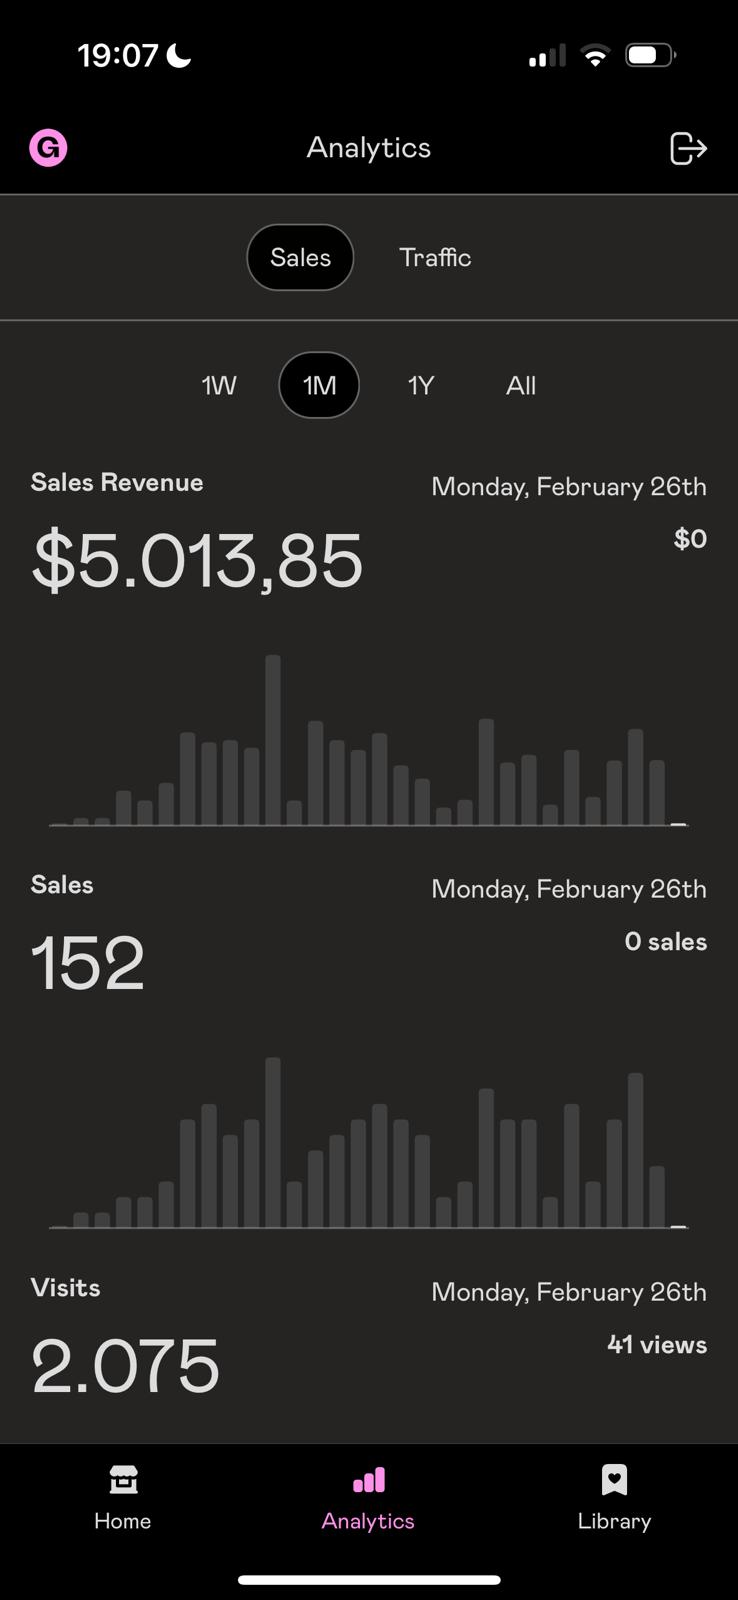 19:07
G
Analytics
Sales Traffic
1W 1M 1Y All
Sales Revenue Monday, February 26th
$5.013,85 $0
Sales Monday, February 26th
152 0 sales
Visits Monday, February 26th
2.075 41 views
Home Analytics Library